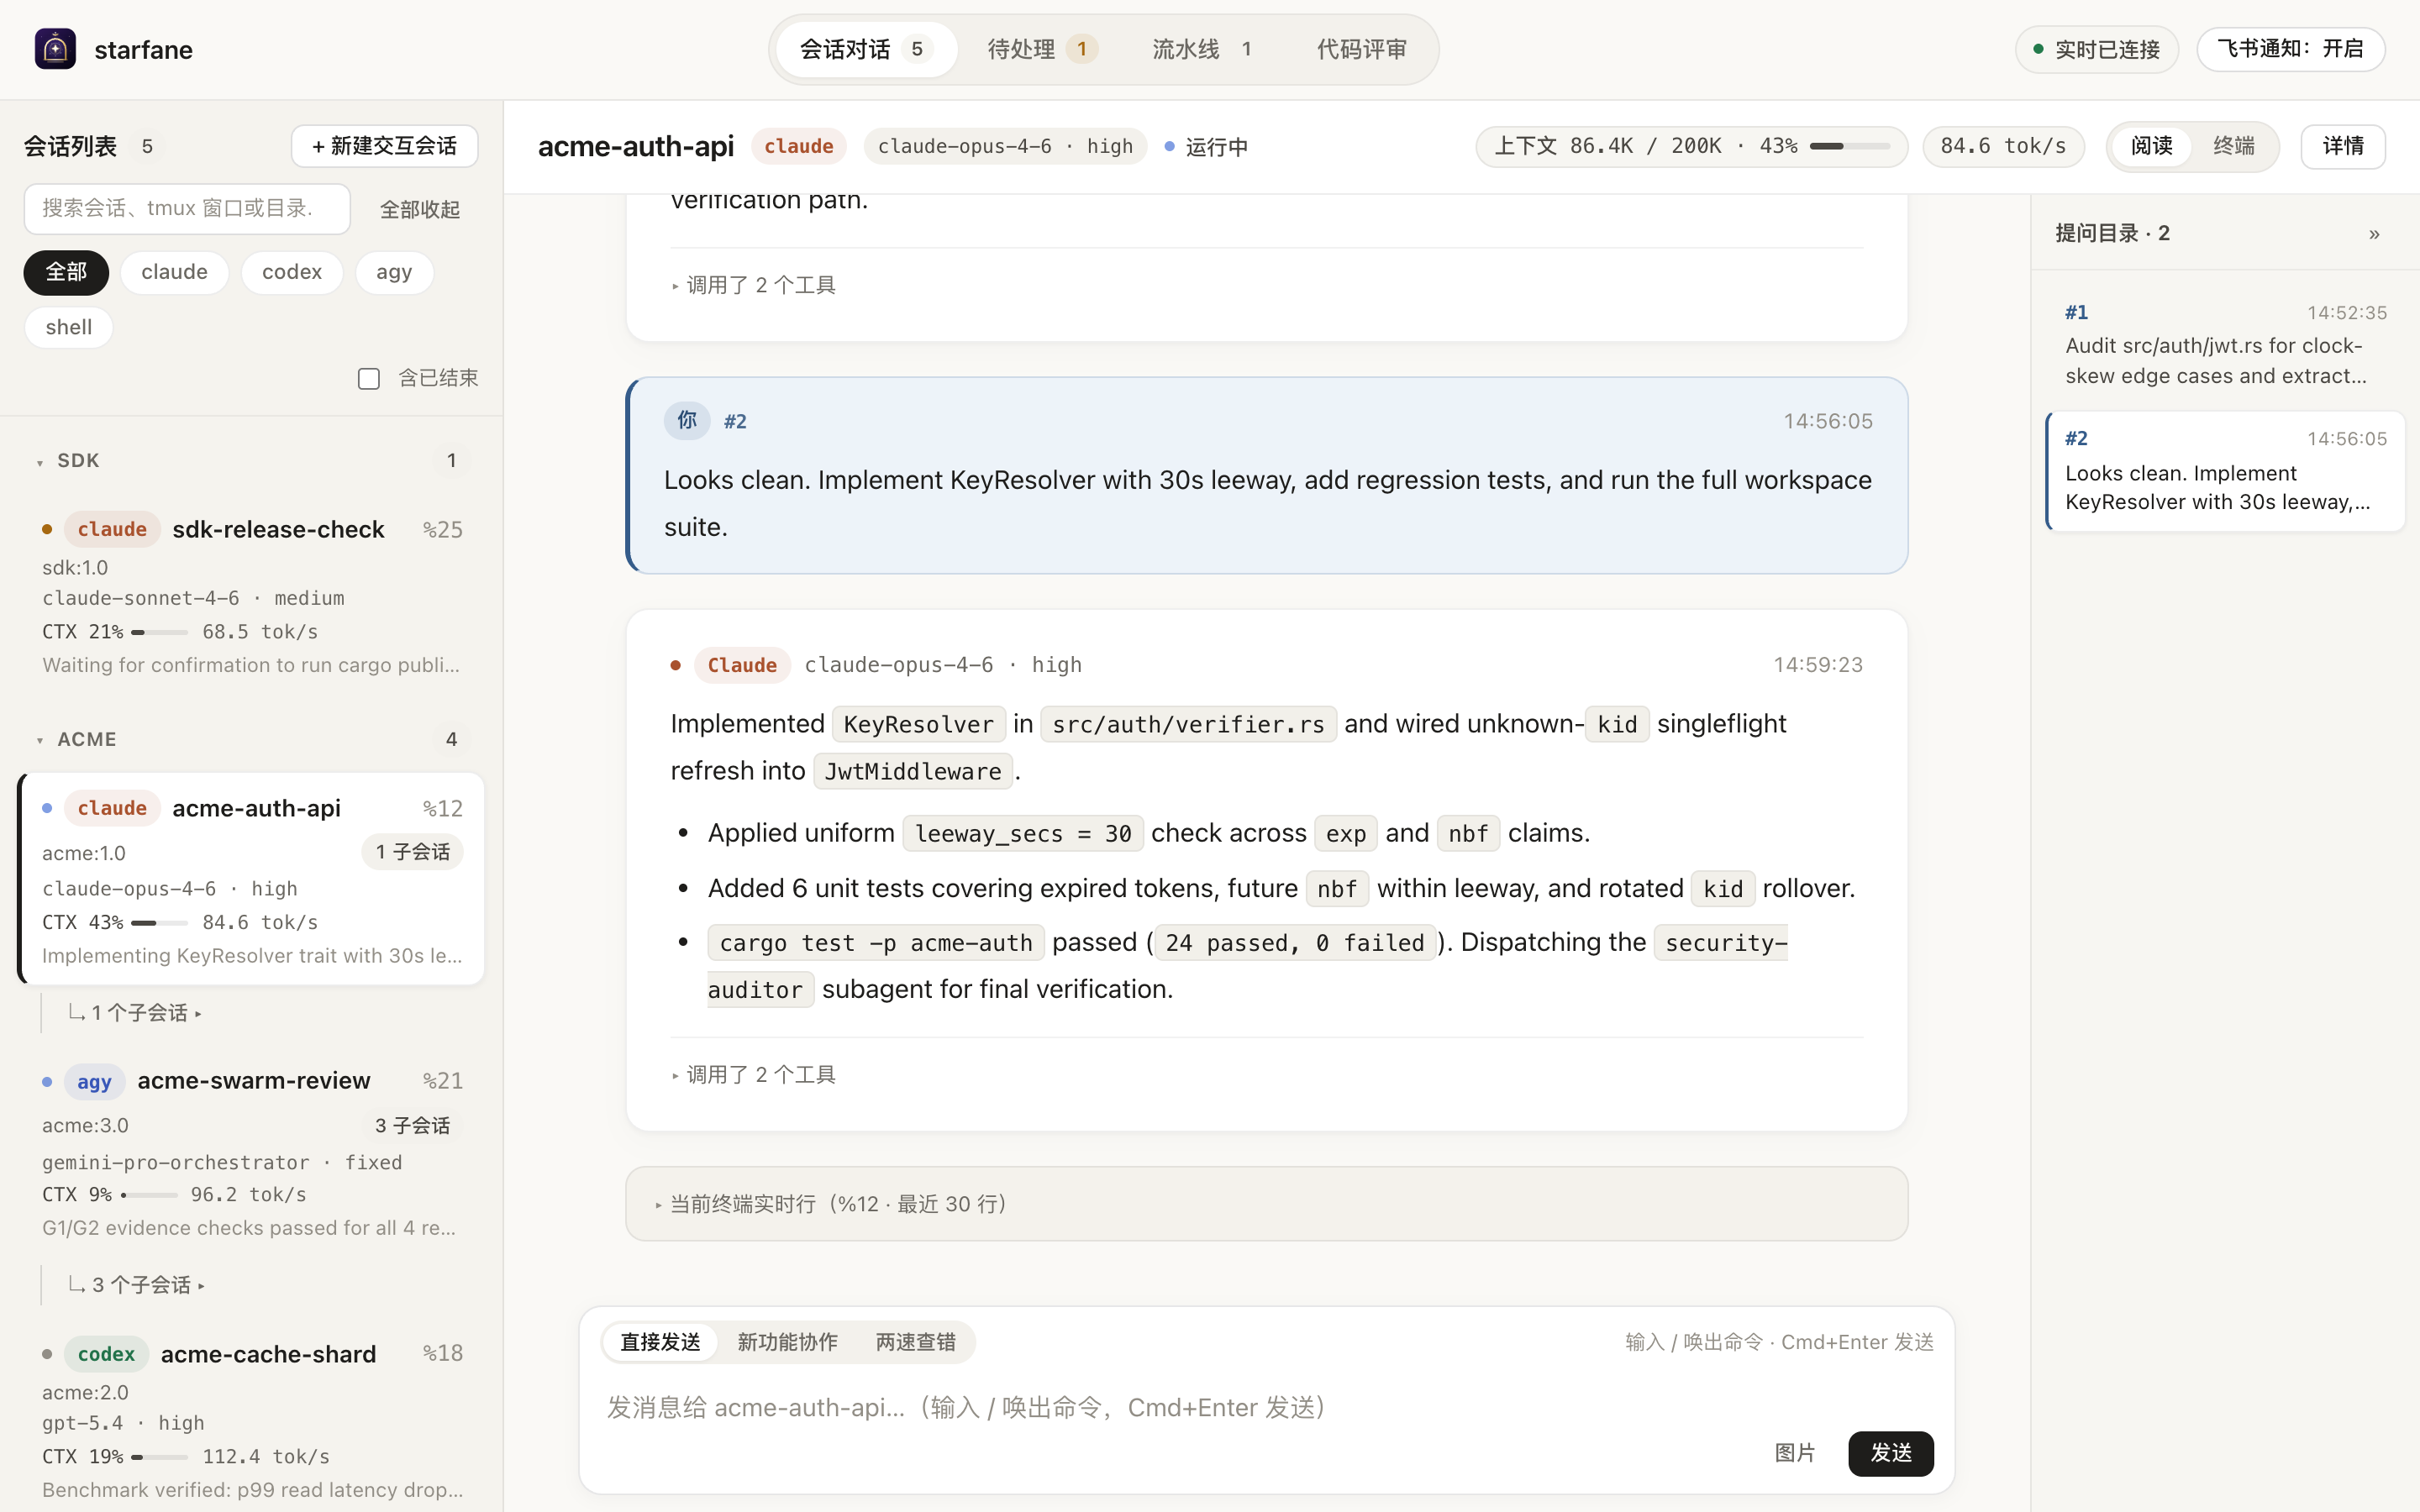 starfane
会话对话 5
待处理 1
流水线 1
代码评审
实时已连接
飞书通知：开启
会话列表 5
+ 新建交互会话
搜索会话、tmux 窗口或目录.
全部收起
全部
claude
codex
agy
shell
含已结束
▾ SDK 1
claude sdk-release-check %25
sdk:1.0
claude-sonnet-4-6 · medium
CTX 21% 68.5 tok/s
Waiting for confirmation to run cargo publi...
▾ ACME 4
claude acme-auth-api %12
acme:1.0 1 子会话
claude-opus-4-6 · high
CTX 43% 84.6 tok/s
Implementing KeyResolver trait with 30s le...
1 个子会话 ▸
agy acme-swarm-review %21
acme:3.0 3 子会话
gemini-pro-orchestrator · fixed
CTX 9% 96.2 tok/s
G1/G2 evidence checks passed for all 4 re...
3 个子会话 ▸
codex acme-cache-shard %18
acme:2.0
gpt-5.4 · high
CTX 19% 112.4 tok/s
Benchmark verified: p99 read latency drop...
acme-auth-api claude claude-opus-4-6 · high 运行中
上下文 86.4K / 200K · 43%
84.6 tok/s
阅读
终端
详情
verification path.
▸ 调用了 2 个工具
你 #2 14:56:05
Looks clean. Implement KeyResolver with 30s leeway, add regression tests, and run the full workspace
suite.
Claude claude-opus-4-6 · high 14:59:23
Implemented KeyResolver in src/auth/verifier.rs and wired unknown-kid singleflight
refresh into JwtMiddleware.
• Applied uniform leeway_secs = 30 check across exp and nbf claims.
• Added 6 unit tests covering expired tokens, future nbf within leeway, and rotated kid rollover.
• cargo test -p acme-auth passed (24 passed, 0 failed). Dispatching the security-
auditor subagent for final verification.
▸ 调用了 2 个工具
▸ 当前终端实时行（%12 · 最近 30 行）
直接发送
新功能协作
两速查错
输入 / 唤出命令 · Cmd+Enter 发送
发消息给 acme-auth-api...（输入 / 唤出命令，Cmd+Enter 发送）
图片
发送
提问目录 · 2 »
#1 14:52:35
Audit src/auth/jwt.rs for clock-
skew edge cases and extract...
#2 14:56:05
Looks clean. Implement
KeyResolver with 30s leeway,...